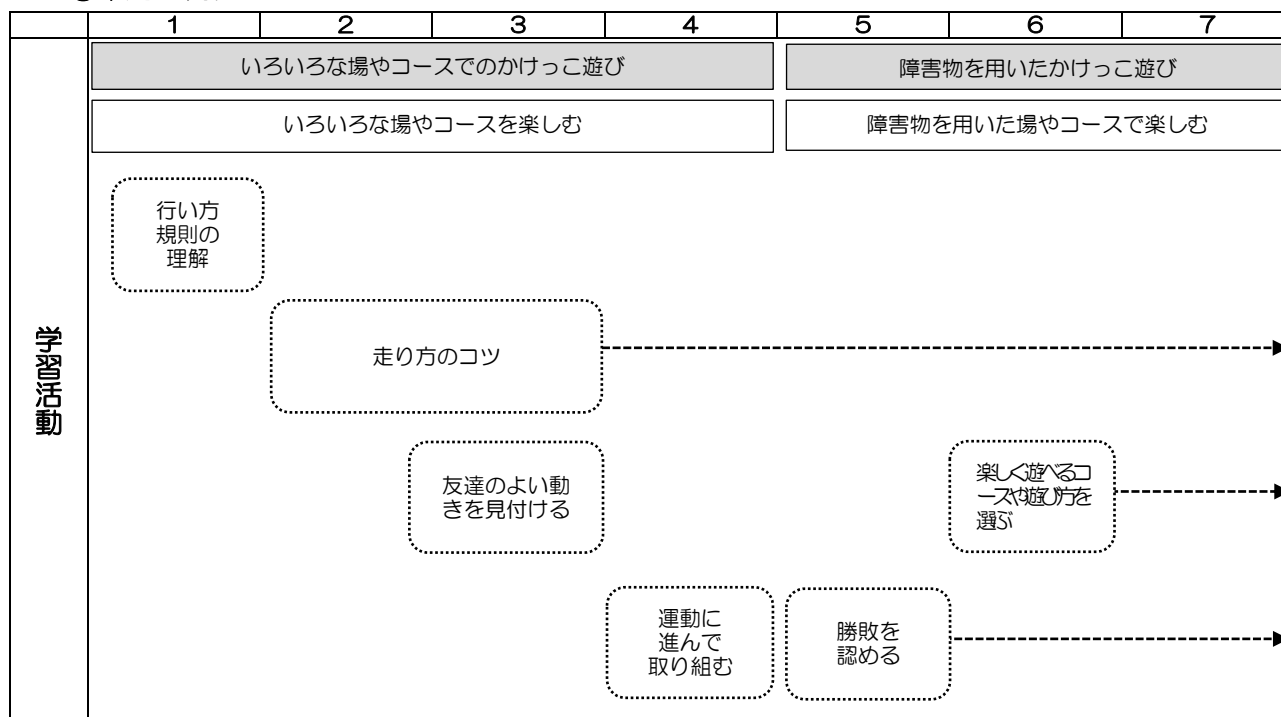 1 2 3 4 5 6 7
いろいろな場やコースでのかけっこ遊び 障害物を用いたかけっこ遊び
いろいろな場やコースを楽しむ 障害物を用いた場やコースで楽しむ
学習活動
行い方
規則の
理解
走り方のコツ
友達のよい動
きを見付ける
楽しく遊べるコ
ースや遊び方を
選ぶ
運動に
進んで
取り組む
勝敗を
認める